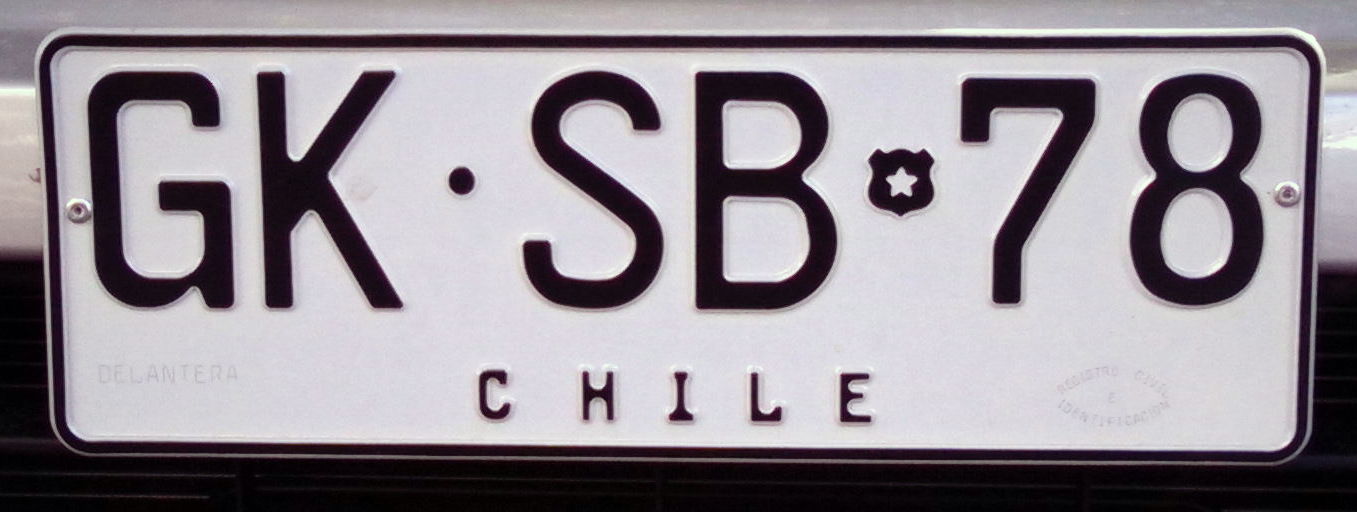 GK·SB 78
DELANTERA
CHILE
REGISTRO CIVIL
E
IDENTIFICACION